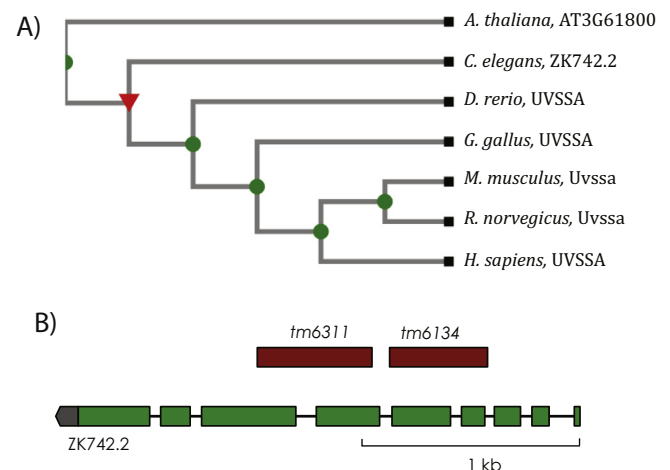 A)
A. thaliana, AT3G61800
C. elegans, ZK742.2
D. rerio, UVSSA
G. gallus, UVSSA
M. musculus, Uvssa
R. norvegicus, Uvssa
H. sapiens, UVSSA
B)
tm6311 tm6134
ZK742.2
1 kb